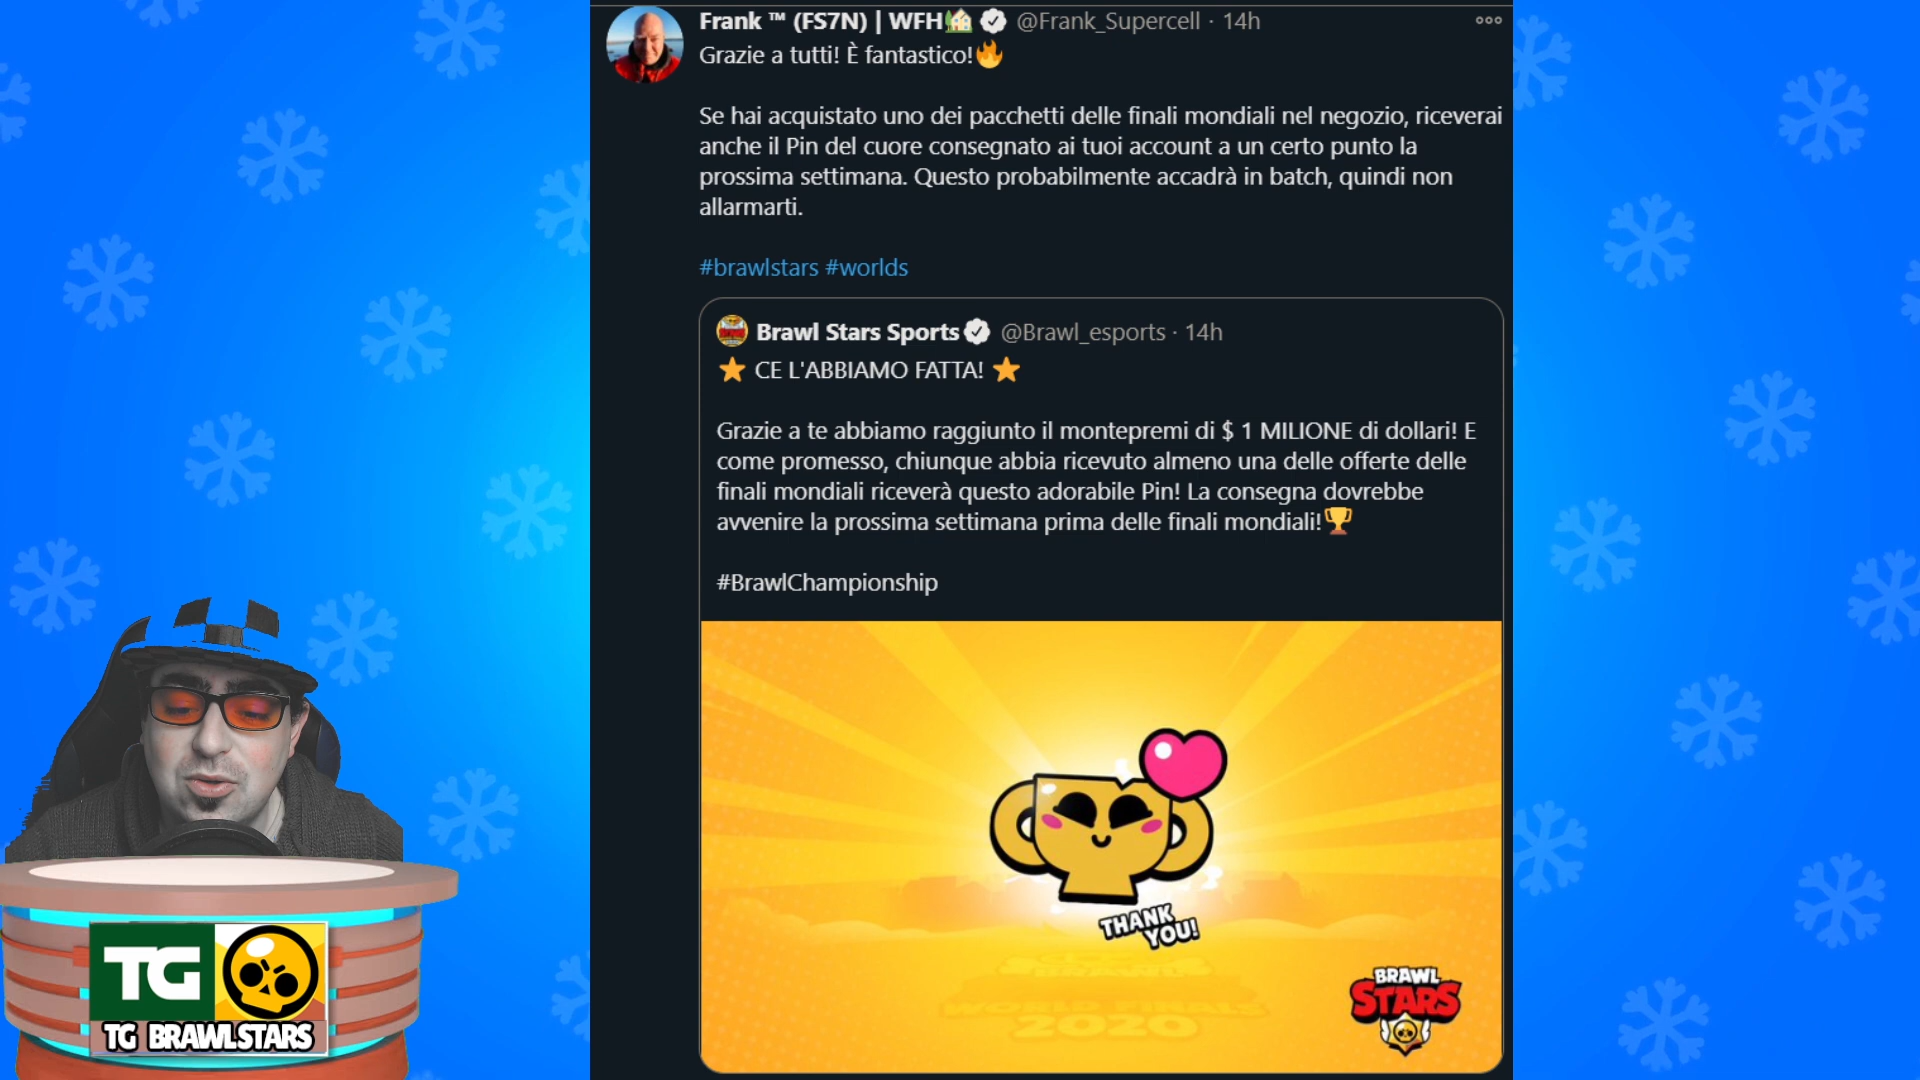 Frank ™ (FS7N) | WFH🏡 @Frank_Supercell · 14h
Grazie a tutti! È fantastico!🔥
Se hai acquistato uno dei pacchetti delle finali mondiali nel negozio, riceverai
anche il Pin del cuore consegnato ai tuoi account a un certo punto la
prossima settimana. Questo probabilmente accadrà in batch, quindi non
allarmarti.
#brawlstars #worlds
Brawl Stars Sports @Brawl_esports · 14h
⭐ CE L'ABBIAMO FATTA! ⭐
Grazie a te abbiamo raggiunto il montepremi di $ 1 MILIONE di dollari! E
come promesso, chiunque abbia ricevuto almeno una delle offerte delle
finali mondiali riceverà questo adorabile Pin! La consegna dovrebbe
avvenire la prossima settimana prima delle finali mondiali!🏆
#BrawlChampionship
THANK
YOU!
BRAWL
WORLD FINALS
2020
BRAWL
STARS
TG
TG BRAWLSTARS